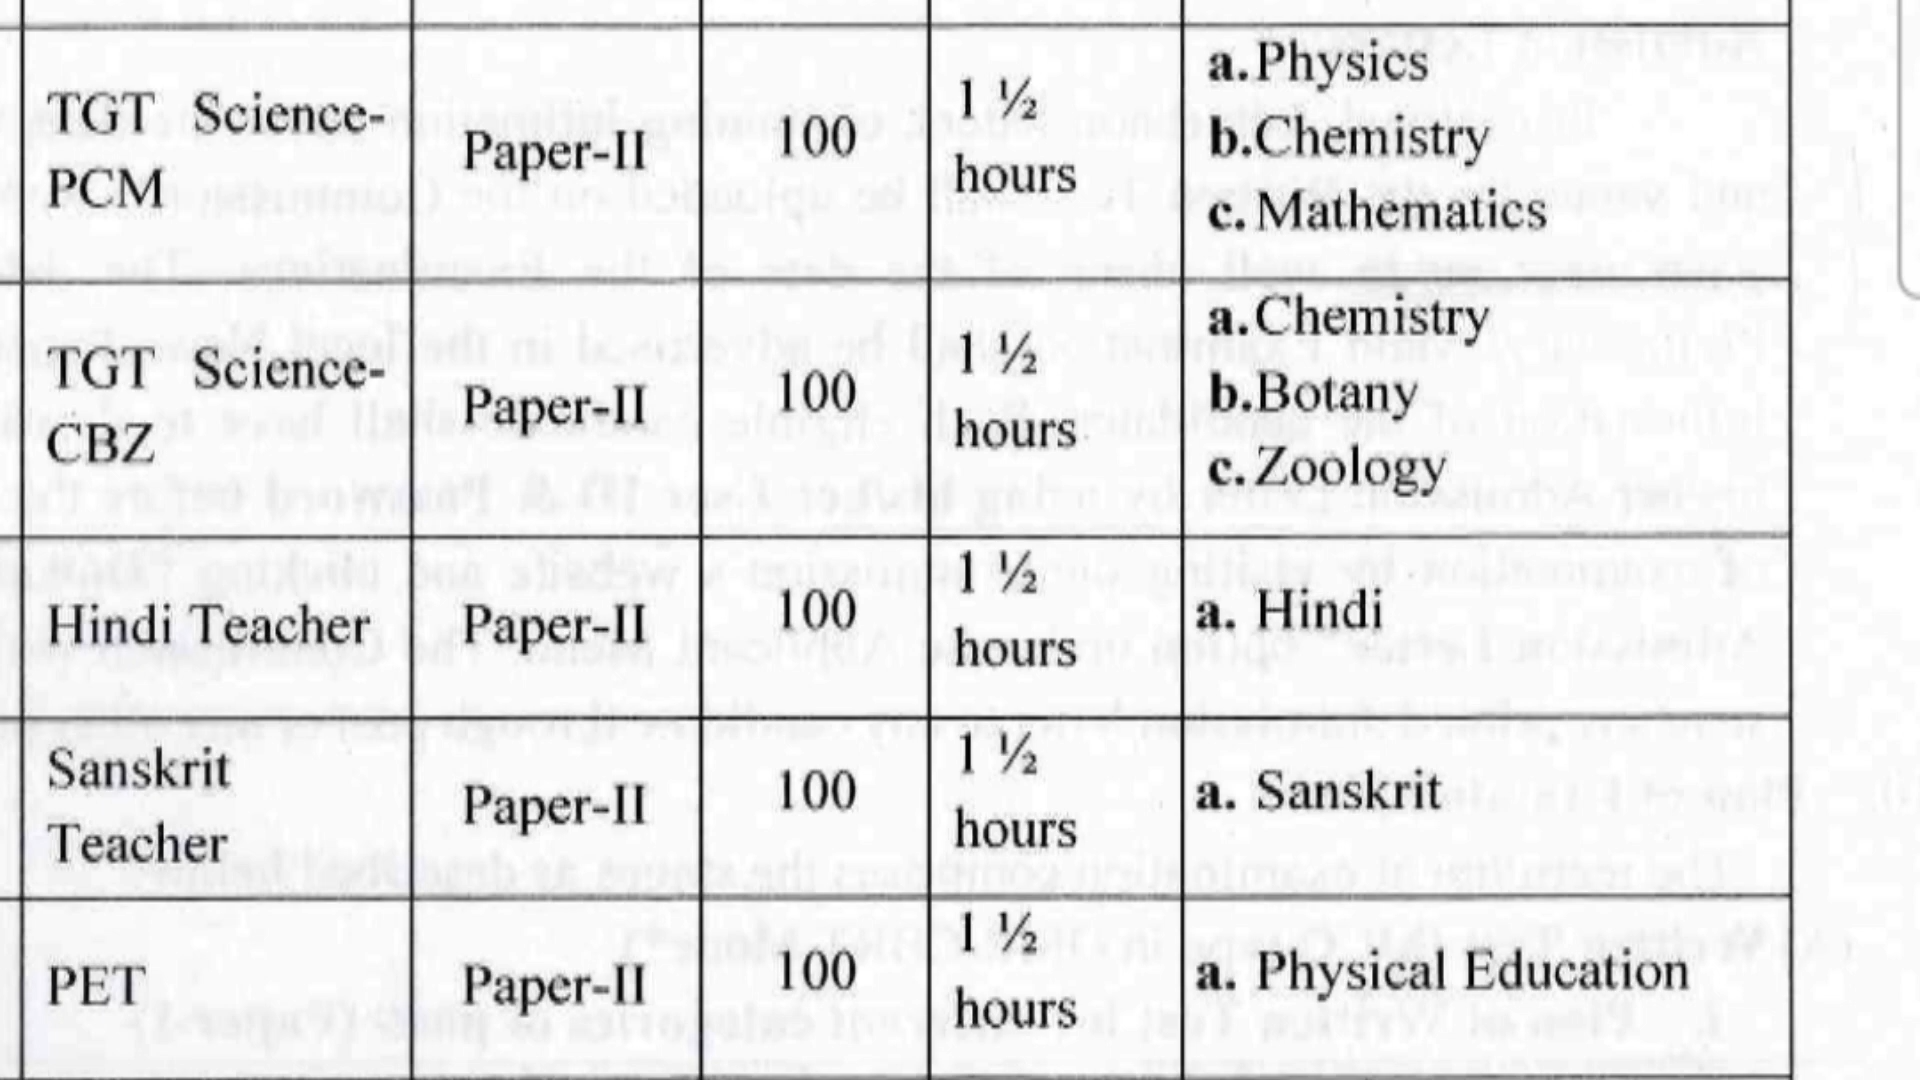 TGT Science-
PCM
Paper-II
100
1 ½
hours
a. Physics
b. Chemistry
c. Mathematics
TGT Science-
CBZ
Paper-II
100
1 ½
hours
a. Chemistry
b. Botany
c. Zoology
Hindi Teacher
Paper-II
100
1 ½
hours
a. Hindi
Sanskrit
Teacher
Paper-II
100
1 ½
hours
a. Sanskrit
PET
Paper-II
100
1 ½
hours
a. Physical Education